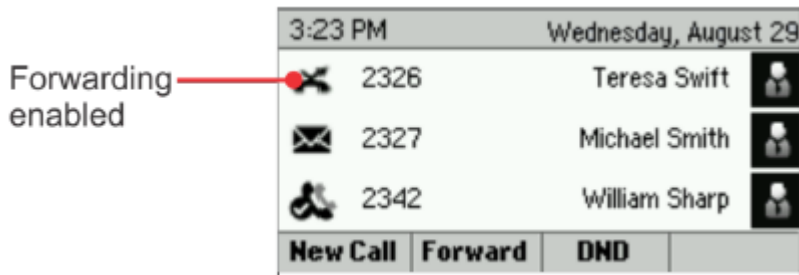 3:23 PM Wednesday, August 29
Forwarding enabled
2326 Teresa Swift
2327 Michael Smith
2342 William Sharp
New Call Forward DND